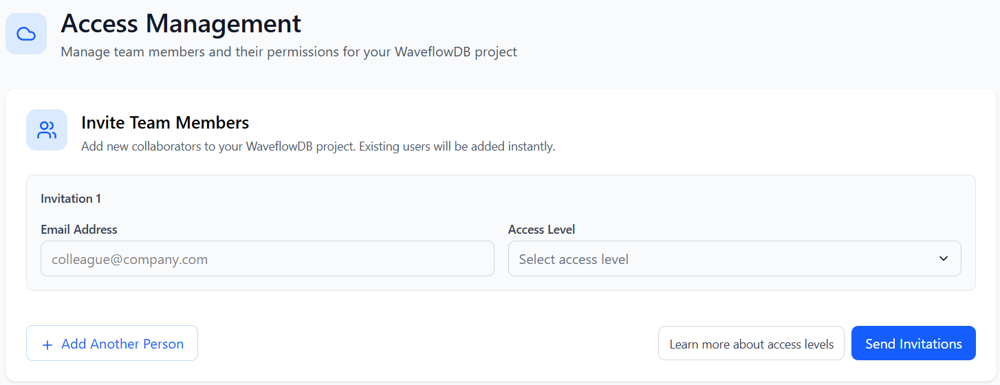 Access Management
Manage team members and their permissions for your WaveflowDB project
Invite Team Members
Add new collaborators to your WaveflowDB project. Existing users will be added instantly.
Invitation 1
Email Address
colleague@company.com
Access Level
Select access level
+ Add Another Person
Learn more about access levels
Send Invitations